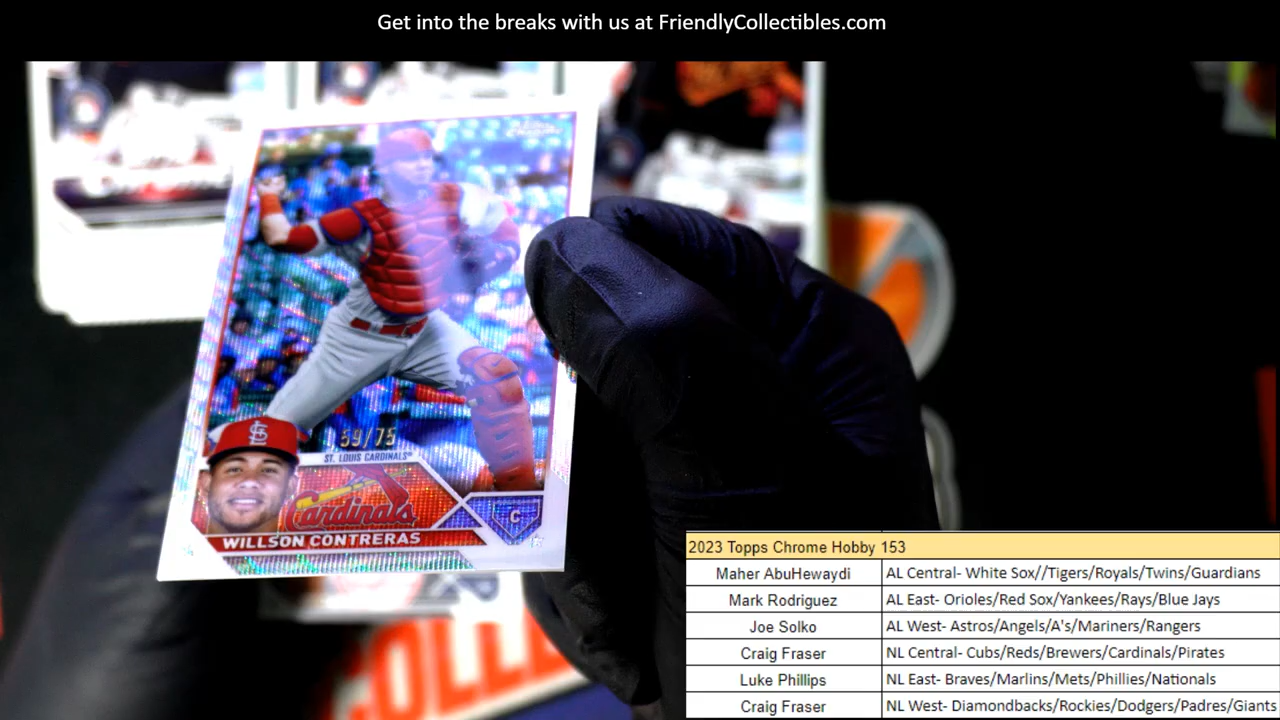 Get into the breaks with us at FriendlyCollectibles.com
Chrome
59/75
ST. LOUIS CARDINALS
Cardinals
C
WILLSON CONTRERAS
2023 Topps Chrome Hobby 153
Maher AbuHewaydi AL Central- White Sox//Tigers/Royals/Twins/Guardians
Mark Rodriguez AL East- Orioles/Red Sox/Yankees/Rays/Blue Jays
Joe Solko AL West- Astros/Angels/A's/Mariners/Rangers
Craig Fraser NL Central- Cubs/Reds/Brewers/Cardinals/Pirates
Luke Phillips NL East- Braves/Marlins/Mets/Phillies/Nationals
Craig Fraser NL West- Diamondbacks/Rockies/Dodgers/Padres/Giants